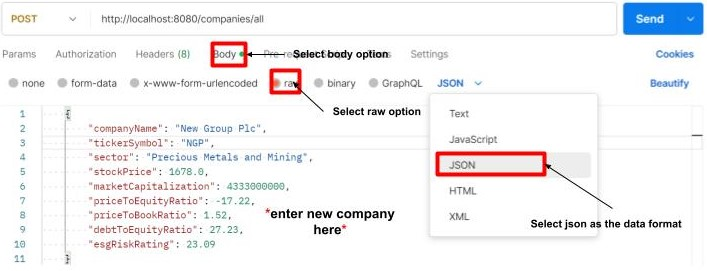 POST http://localhost:8080/companies/all Send
Params Authorization Headers (8) Body Select body option Settings Cookies
none form-data x-www-form-urlencoded raw binary GraphQL JSON Beautify
Select raw option
Text
JavaScript
JSON
HTML
XML
Select json as the data format
1 {
2 "companyName": "New Group Plc",
3 "tickerSymbol": "NGP",
4 "sector": "Precious Metals and Mining",
5 "stockPrice": 1678.0,
6 "marketCapitalization": 4333000000,
7 "priceToEquityRatio": -17.22,
8 "priceToBookRatio": 1.52,
9 "debtToEquityRatio": 27.23,
10 "esgRiskRating": 23.09
11 }
*enter new company
here*